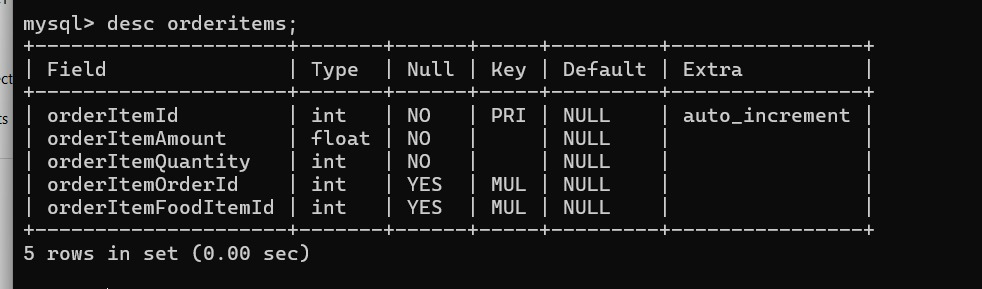 mysql> desc orderitems;
+-----------------+-------+------+-----+---------+----------------+
| Field | Type | Null | Key | Default | Extra |
+-----------------+-------+------+-----+---------+----------------+
| orderItemId | int | NO | PRI | NULL | auto_increment |
| orderItemAmount | float | NO | | NULL | |
| orderItemQuantity | int | NO | | NULL | |
| orderItemOrderId | int | YES | MUL | NULL | |
| orderItemFoodItemId | int | YES | MUL | NULL | |
+-----------------+-------+------+-----+---------+----------------+
5 rows in set (0.00 sec)